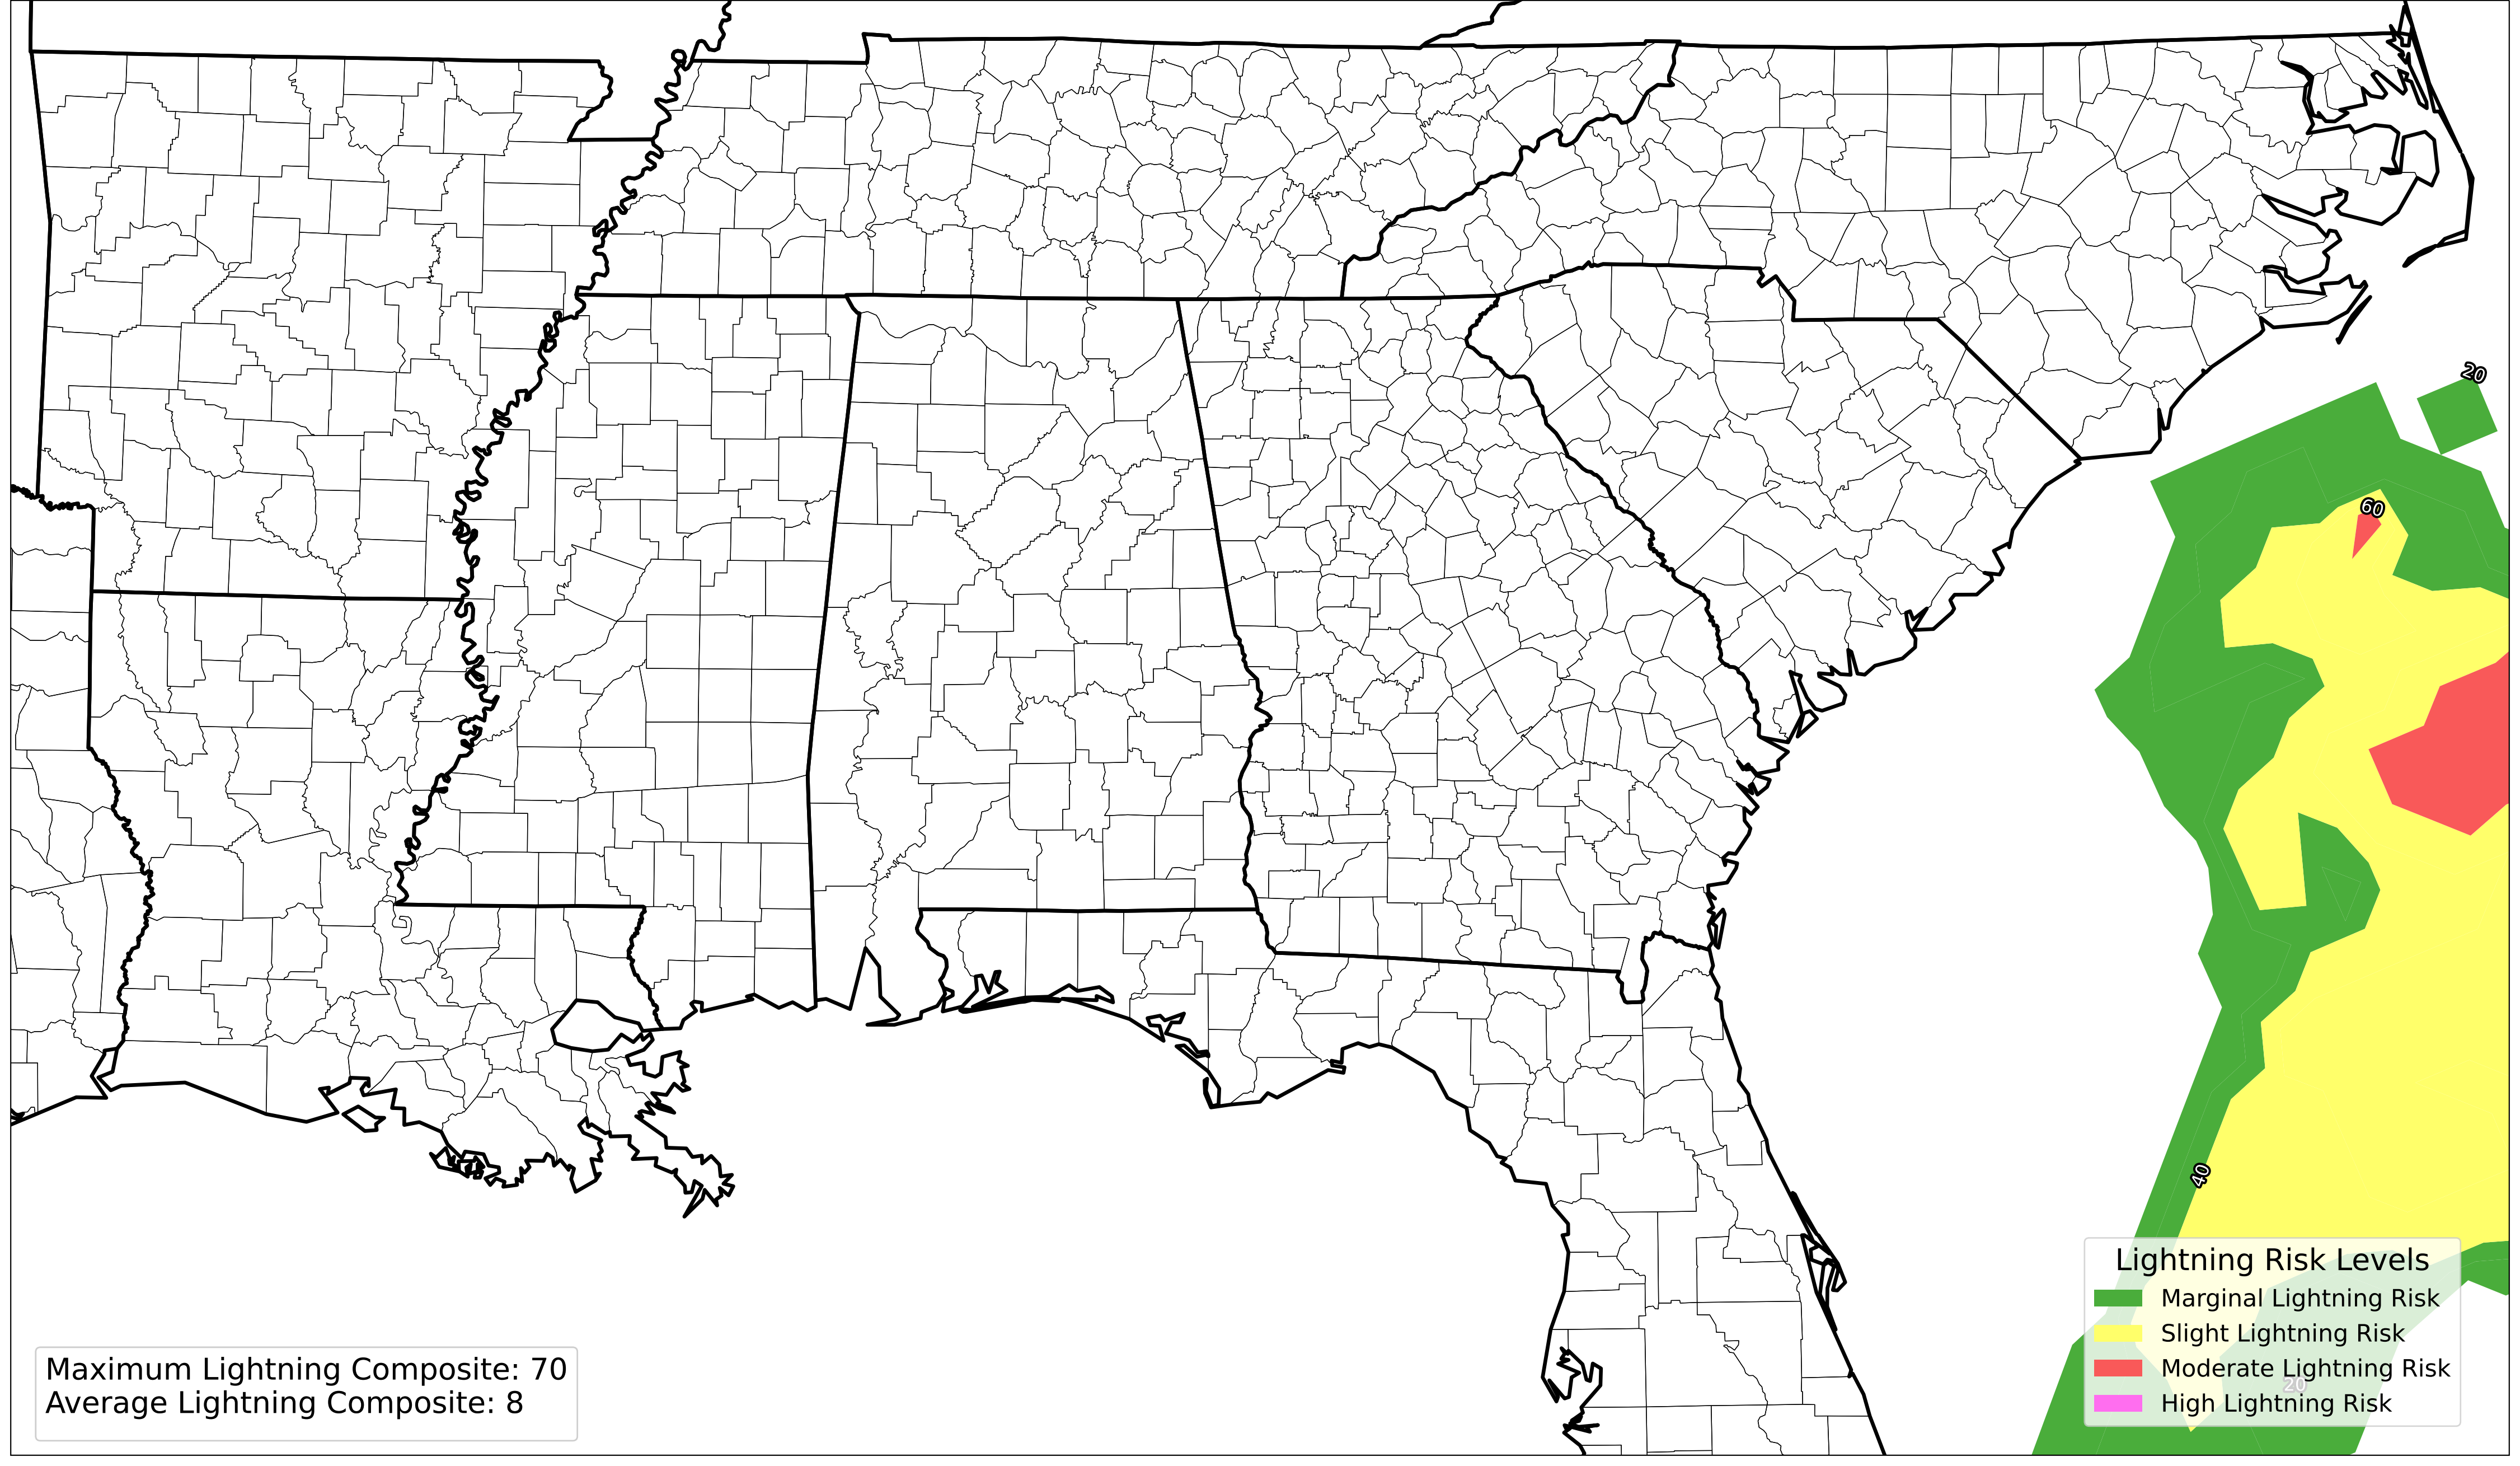 20
60
40
Lightning Risk Levels
Marginal Lightning Risk
Slight Lightning Risk
Moderate Lightning Risk
20
High Lightning Risk
Maximum Lightning Composite: 70
Average Lightning Composite: 8